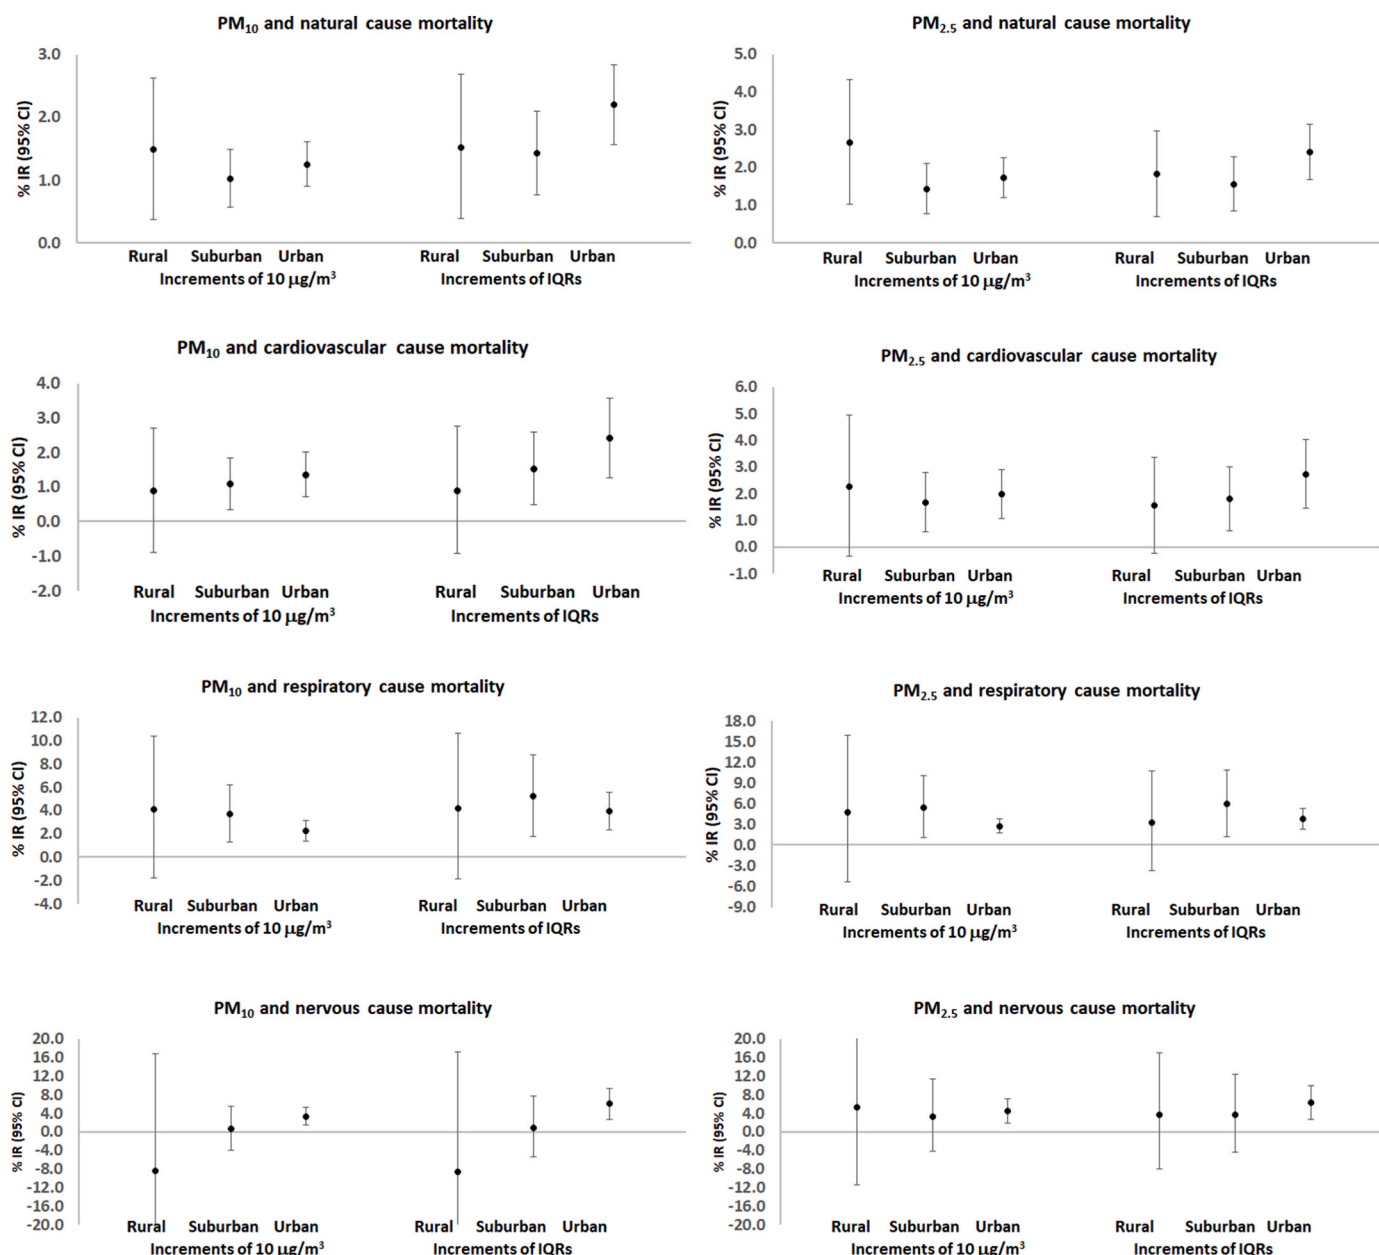 PM10 and natural cause mortality
% IR (95% CI)
3.0
2.0
1.0
0.0
Rural Suburban Urban Rural Suburban Urban
Increments of 10 μg/m3 Increments of IQRs
PM2.5 and natural cause mortality
% IR (95% CI)
5.0
4.0
3.0
2.0
1.0
0.0
Rural Suburban Urban Rural Suburban Urban
Increments of 10 μg/m3 Increments of IQRs
PM10 and cardiovascular cause mortality
% IR (95% CI)
4.0
3.0
2.0
1.0
0.0
-1.0
-2.0
Rural Suburban Urban Rural Suburban Urban
Increments of 10 μg/m3 Increments of IQRs
PM2.5 and cardiovascular cause mortality
% IR (95% CI)
6.0
5.0
4.0
3.0
2.0
1.0
0.0
-1.0
Rural Suburban Urban Rural Suburban Urban
Increments of 10 μg/m3 Increments of IQRs
PM10 and respiratory cause mortality
% IR (95% CI)
12.0
10.0
8.0
6.0
4.0
2.0
0.0
-2.0
-4.0
Rural Suburban Urban Rural Suburban Urban
Increments of 10 μg/m3 Increments of IQRs
PM2.5 and respiratory cause mortality
% IR (95% CI)
18.0
15.0
12.0
9.0
6.0
3.0
0.0
-3.0
-6.0
-9.0
Rural Suburban Urban Rural Suburban Urban
Increments of 10 μg/m3 Increments of IQRs
PM10 and nervous cause mortality
% IR (95% CI)
20.0
16.0
12.0
8.0
4.0
0.0
-4.0
-8.0
-12.0
-16.0
-20.0
Rural Suburban Urban Rural Suburban Urban
Increments of 10 μg/m3 Increments of IQRs
PM2.5 and nervous cause mortality
% IR (95% CI)
20.0
16.0
12.0
8.0
4.0
0.0
-4.0
-8.0
-12.0
-16.0
-20.0
Rural Suburban Urban Rural Suburban Urban
Increments of 10 μg/m3 Increments of IQRs